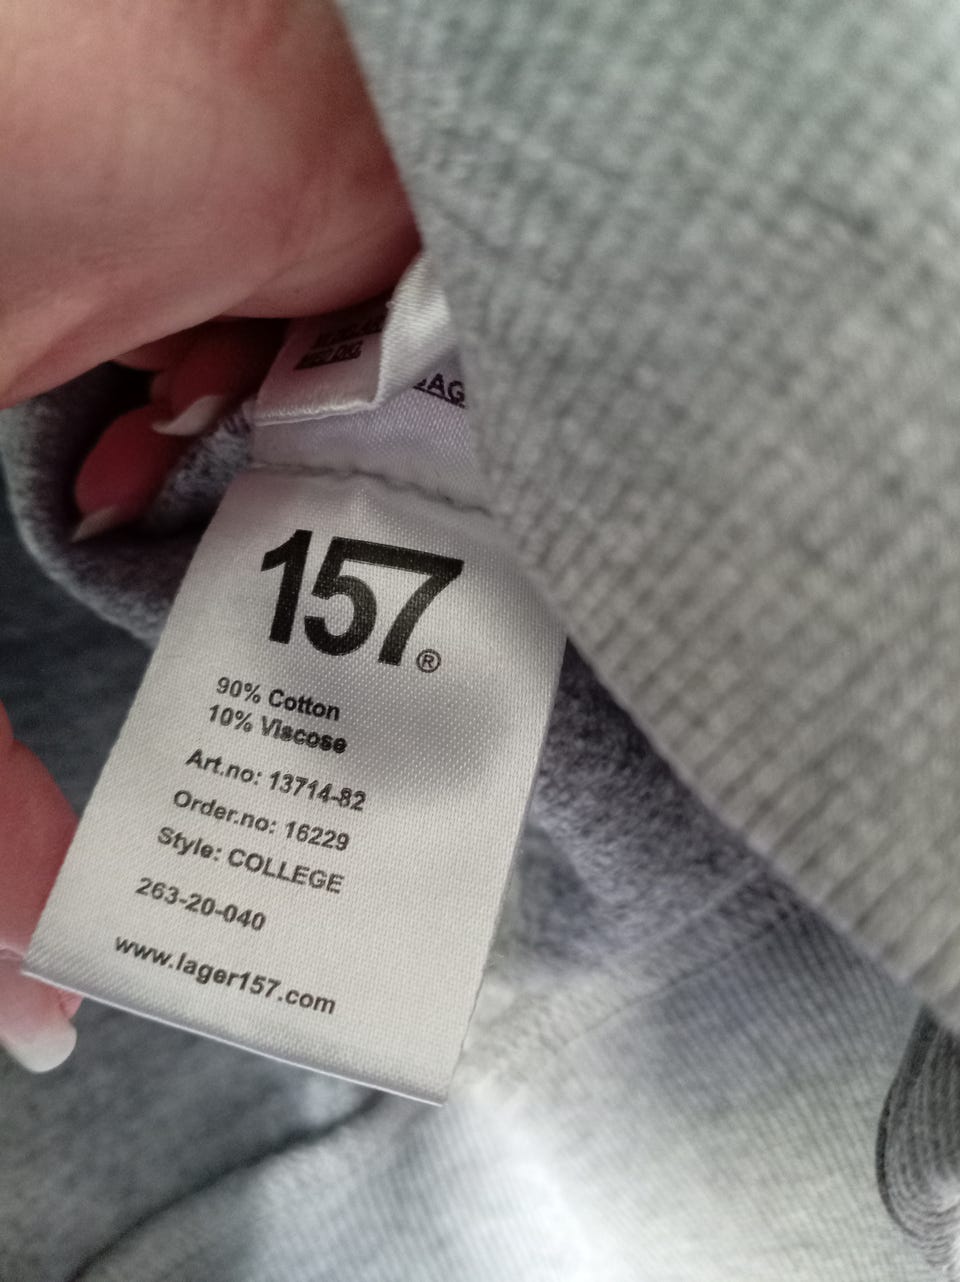 157®
90% Cotton
10% Viscose
Art.no: 13714-82
Order.no: 16229
Style: COLLEGE
263-20-040
www.lager157.com